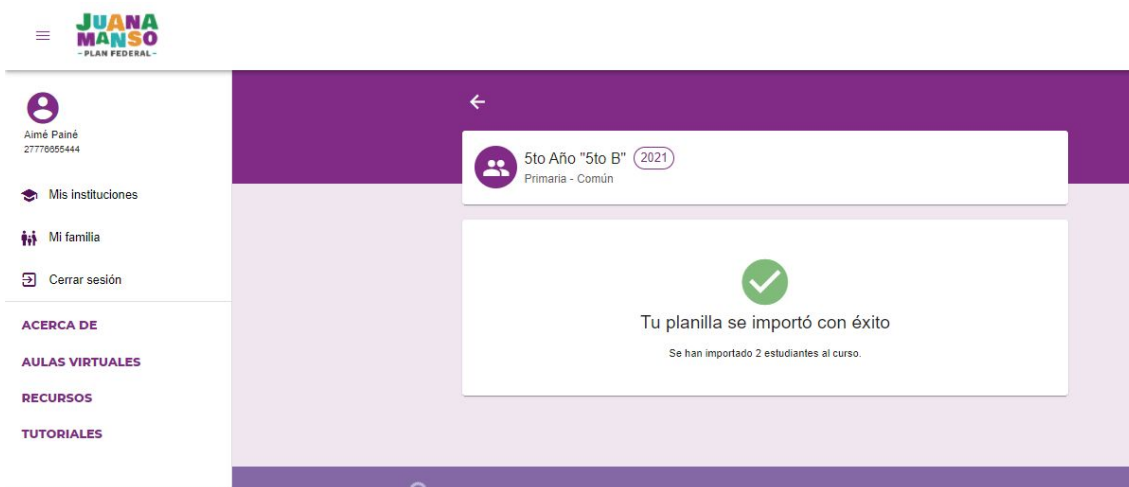 JUANA
MANSO
- PLAN FEDERAL -
Aimé Painé
27776655444
Mis instituciones
Mi familia
Cerrar sesión
ACERCA DE
AULAS VIRTUALES
RECURSOS
TUTORIALES
5to Año "5to B" 2021
Primaria - Común
Tu planilla se importó con éxito
Se han importado 2 estudiantes al curso.